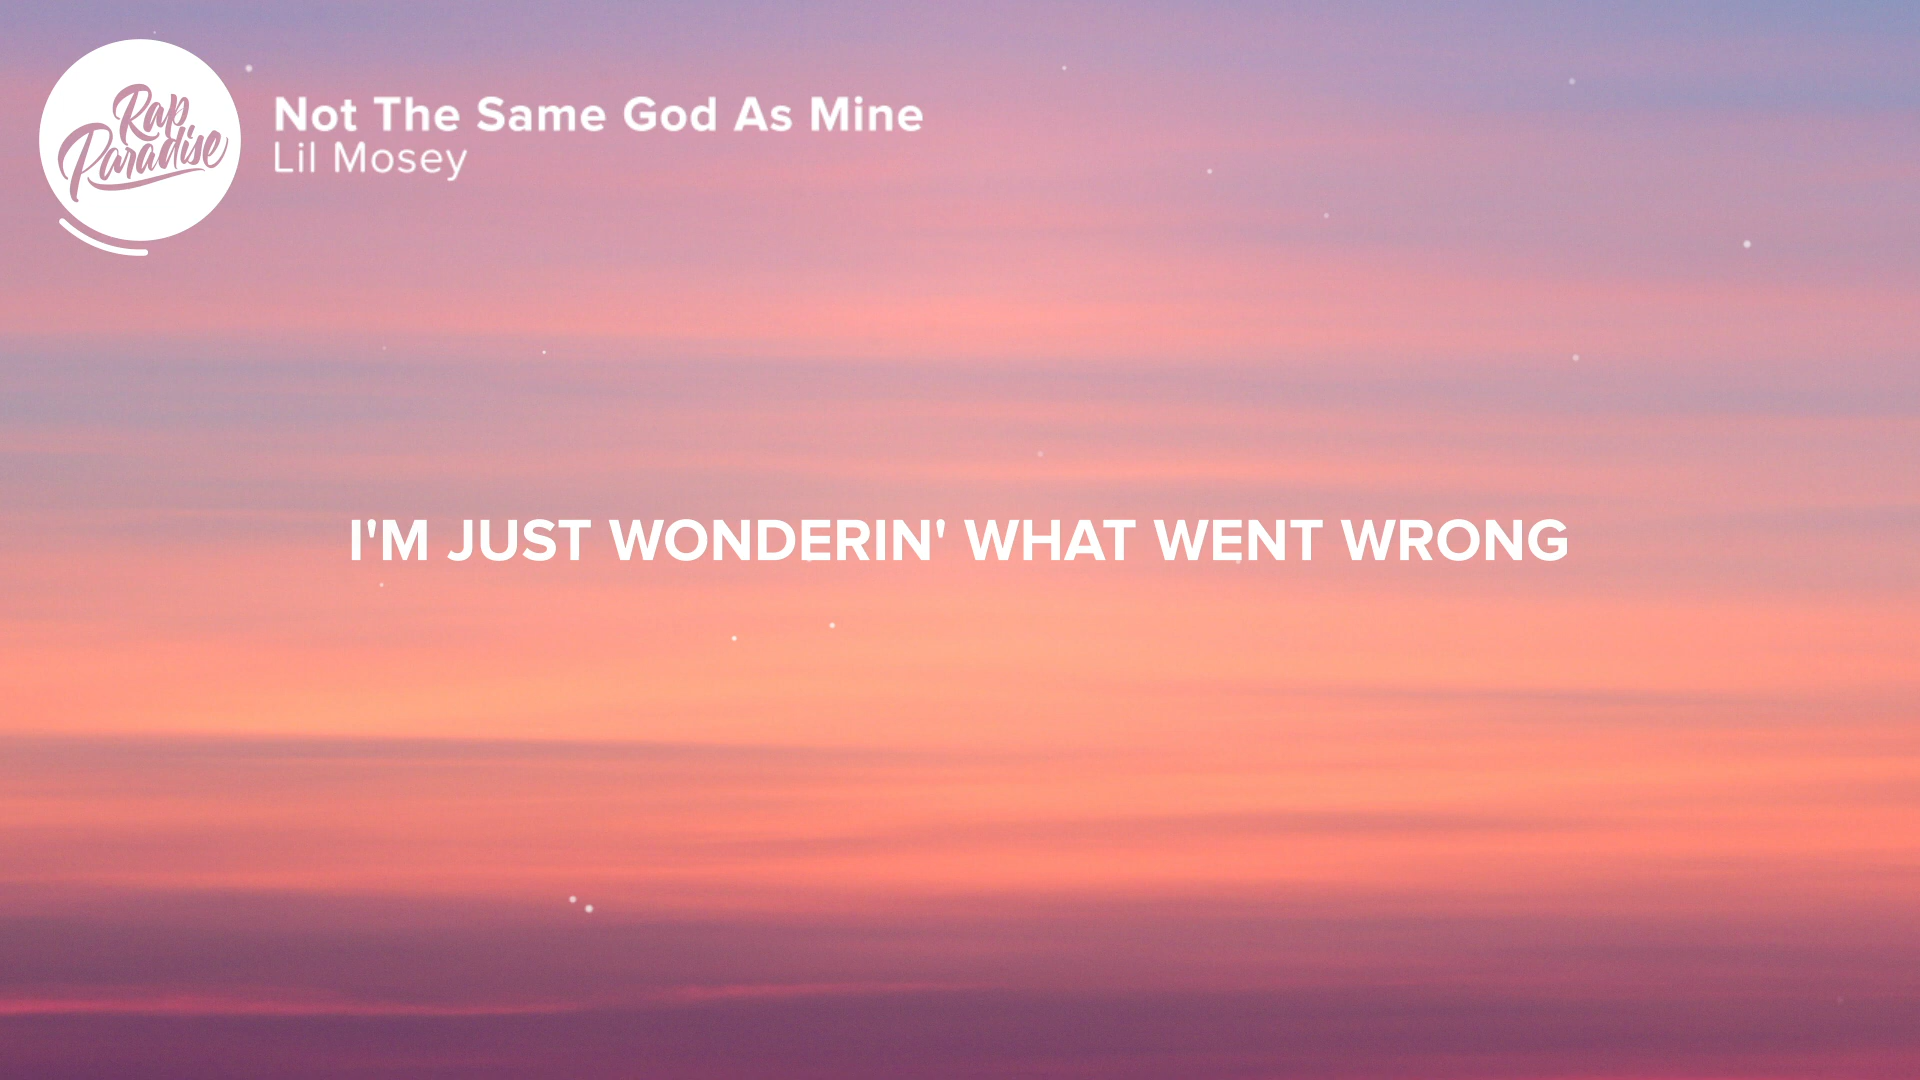 Rap
Paradise
Not The Same God As Mine
Lil Mosey
I'M JUST WONDERIN' WHAT WENT WRONG